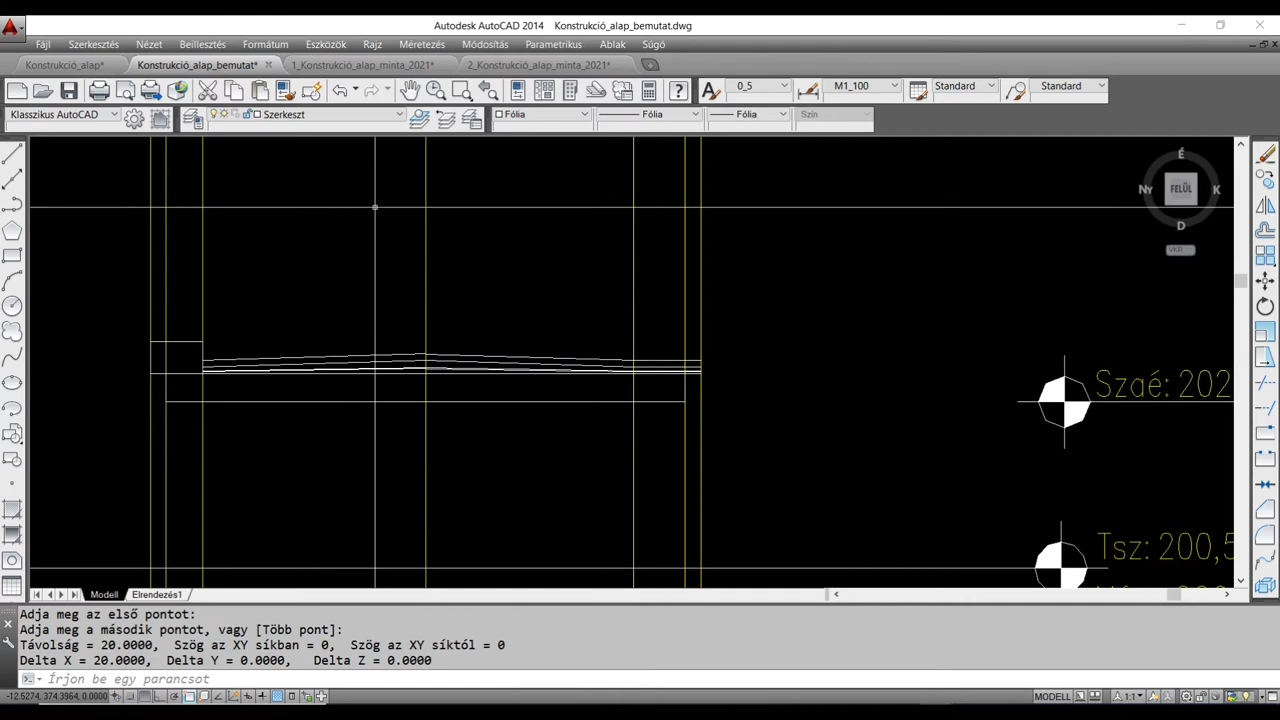 Autodesk AutoCAD 2014    Konstrukció_alap_bemutat.dwg
Fájl Szerkesztés Nézet Beillesztés Formátum Eszközök Rajz Méretezés Módosítás Parametrikus Ablak Súgó
Konstrukció_alap* Konstrukció_alap_bemutat* 1_Konstrukció_alap_minta_2021* 2_Konstrukció_alap_minta_2021*
0_5 M1_100 Standard Standard
Klasszikus AutoCAD Szerkeszt Fólia Fólia Fólia Szín
É
Ny FELÜL K
D
VKR
Szaé: 202
Tsz: 200,5
Modell Elrendezés1
Adja meg az első pontot:
Adja meg a második pontot, vagy [Több pont]:
Távolság = 20.0000,  Szög az XY síkban = 0,  Szög az XY síktól = 0
Delta X = 20.0000,  Delta Y = 0.0000,   Delta Z = 0.0000
Írjon be egy parancsot
-12.5274, 374.3964, 0.0000 MODELL 1:1